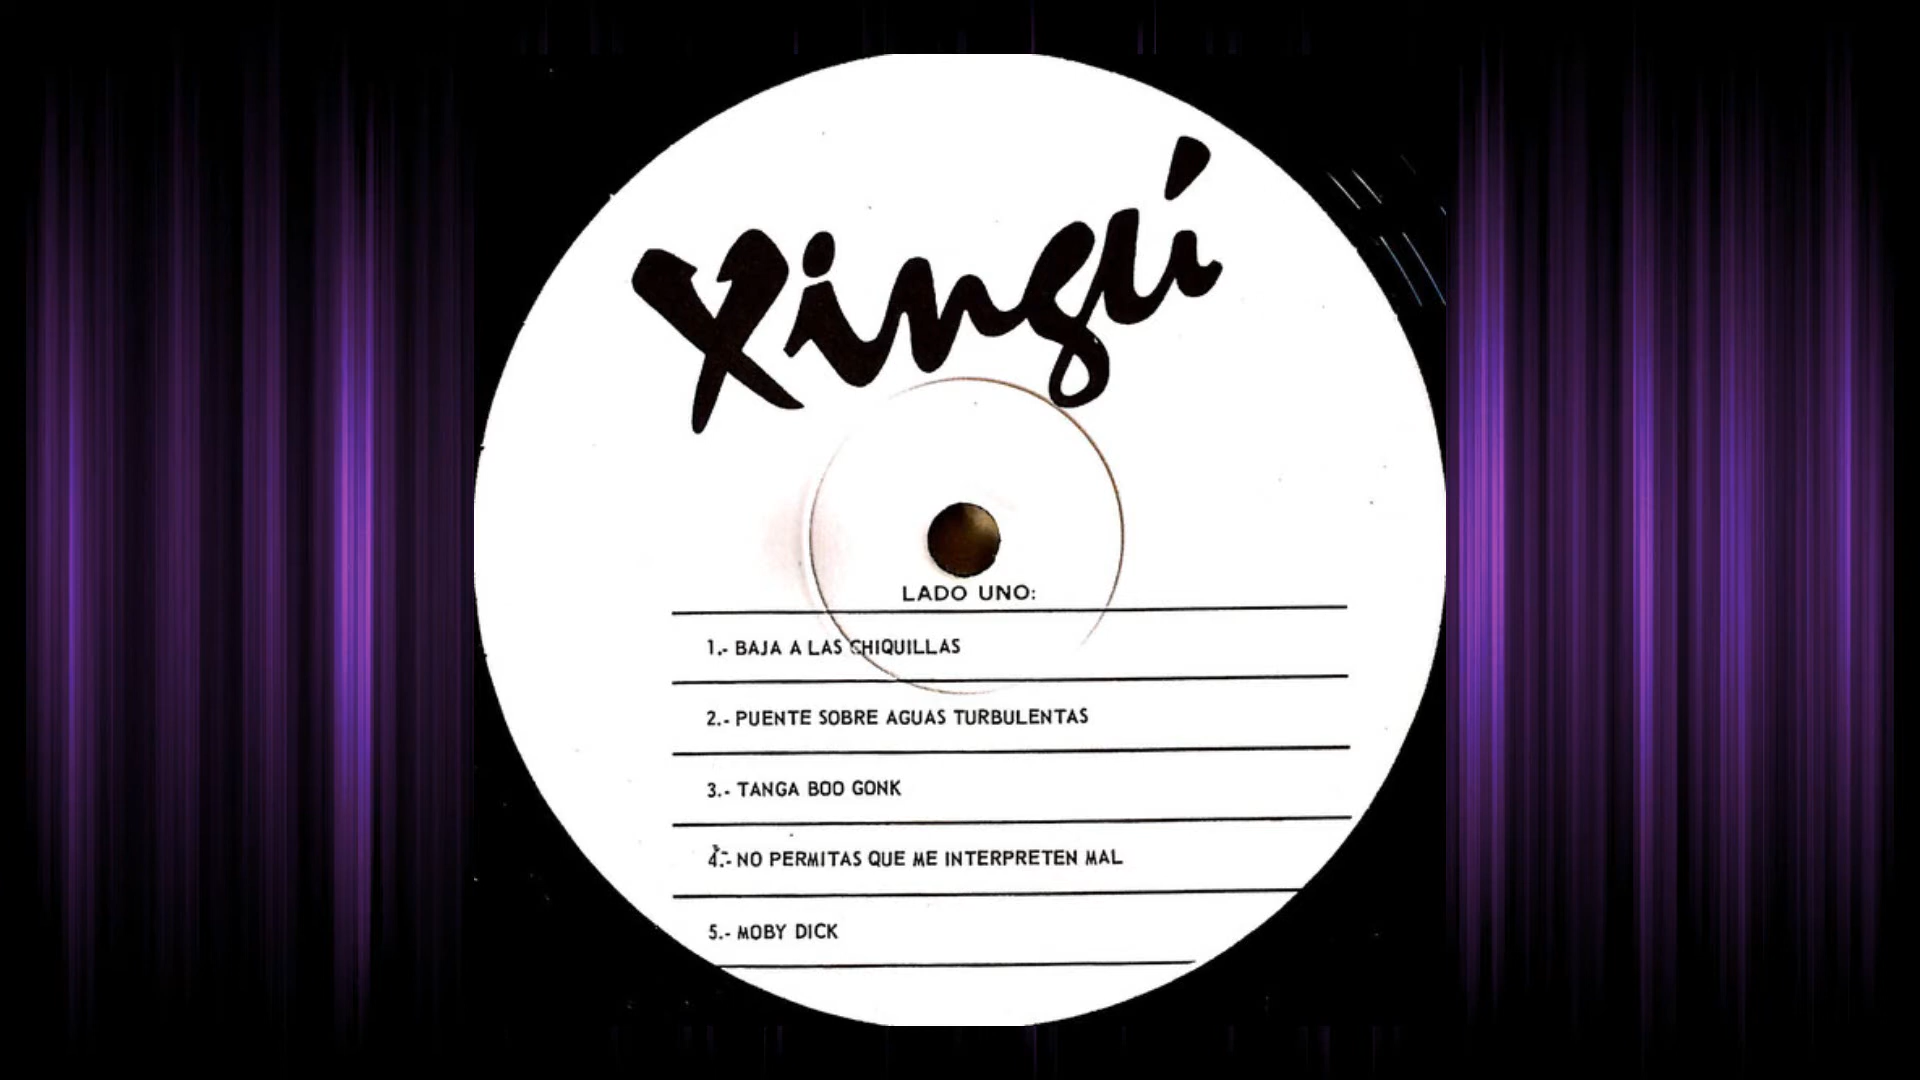 Xingú
LADO UNO:
1.- BAJA A LAS CHIQUILLAS
2.- PUENTE SOBRE AGUAS TURBULENTAS
3.- TANGA BOO GONK
4.- NO PERMITAS QUE ME INTERPRETEN MAL
5.- MOBY DICK